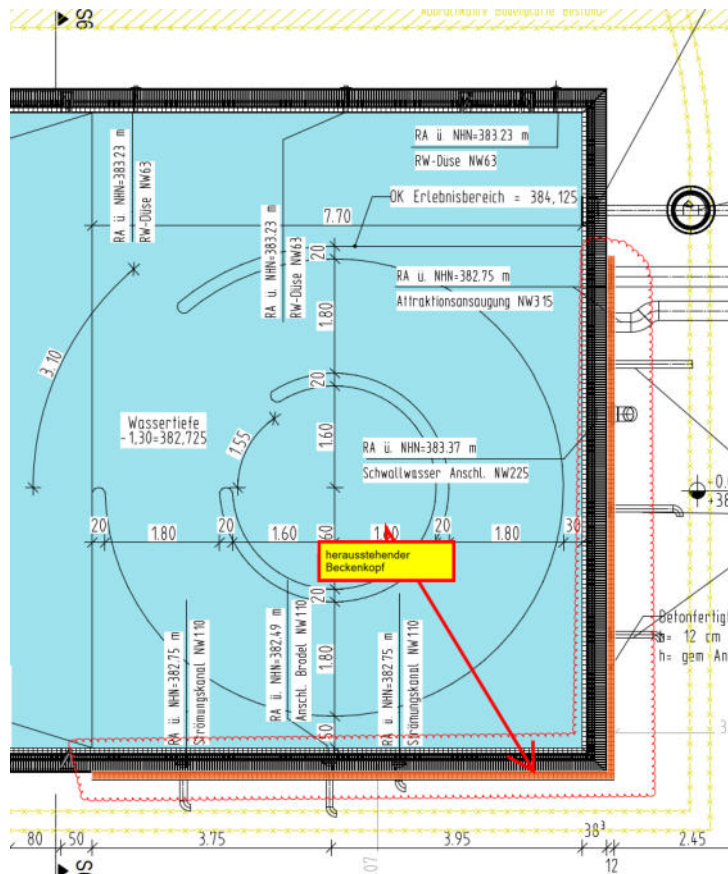 Abbruchkante Bodenplatte Bestand
RA ü. NHN=383.23 m
RW-Düse NW63
RA ü. NHN=383.23 m
RW-Düse NW63
RA ü NHN=383.23 m
RW-Düse NW63
OK Erlebnisbereich = 384,125
7.70
20
RA ü. NHN=382.75 m
Attraktionsansaugung NW315
1.80
3.10
20
Wassertiefe
-1,30=382,725
1.55
1.60
RA ü. NHN=383.37 m
Schwallwasser Anschl. NW225
20
1.80
20
1.60
20
1.80
30
herausstehender
Beckenkopf
20
RA ü. NHN=382.75 m
Strömungskanal NW110
RA ü. NHN=382.49 m
Anschl. Brodel NW110
1.80
RA ü. NHN=382.75 m
Strömungskanal NW110
50
b= 12 cm
80
50
3.75
3.95
38³
12
2.45
07